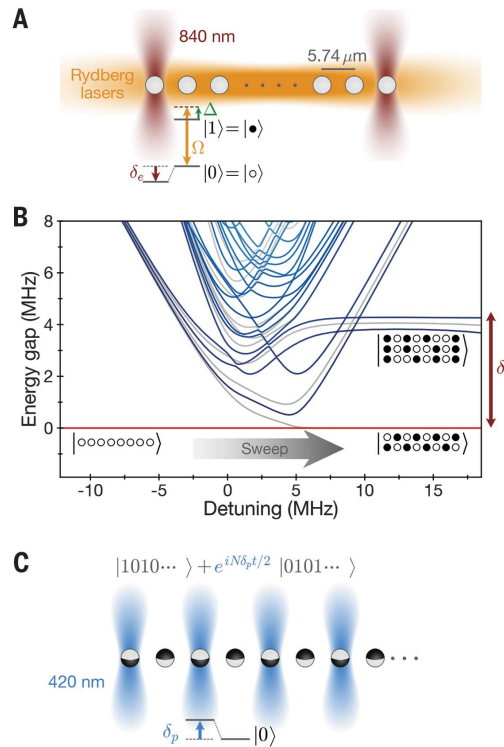 A
840 nm
5.74 μm
Rydberg
lasers
Δ
|1⟩=|●⟩
Ω
δe |0⟩=|○⟩
B
8
6
4
2
0
Energy gap (MHz)
|●○●○●○○●⟩
|●○○●○●○●⟩
|●○●○○●○●⟩
δ
|○○○○○○○○⟩
Sweep
|○●○●○●○●⟩
|●○●○●○●○⟩
-10 -5 0 5 10 15
Detuning (MHz)
C
|1010⋯⟩ + e^{iNδpt/2} |0101⋯⟩
420 nm
δp |0⟩